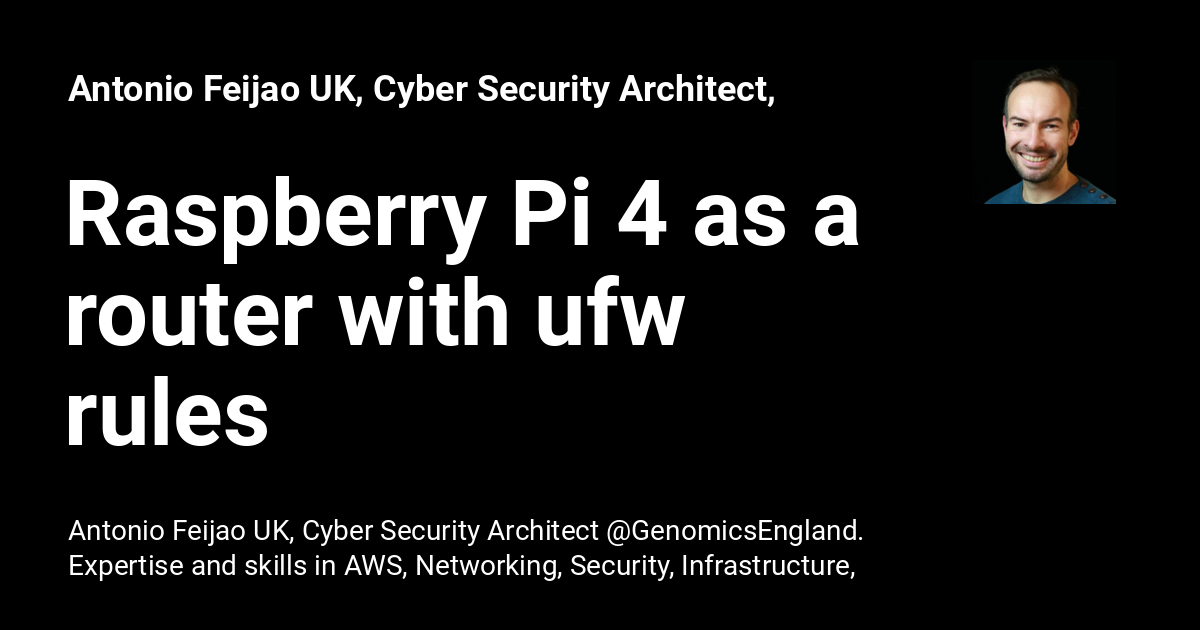 Antonio Feijao UK, Cyber Security Architect,
Raspberry Pi 4 as a
router with ufw
rules
Antonio Feijao UK, Cyber Security Architect @GenomicsEngland.
Expertise and skills in AWS, Networking, Security, Infrastructure,